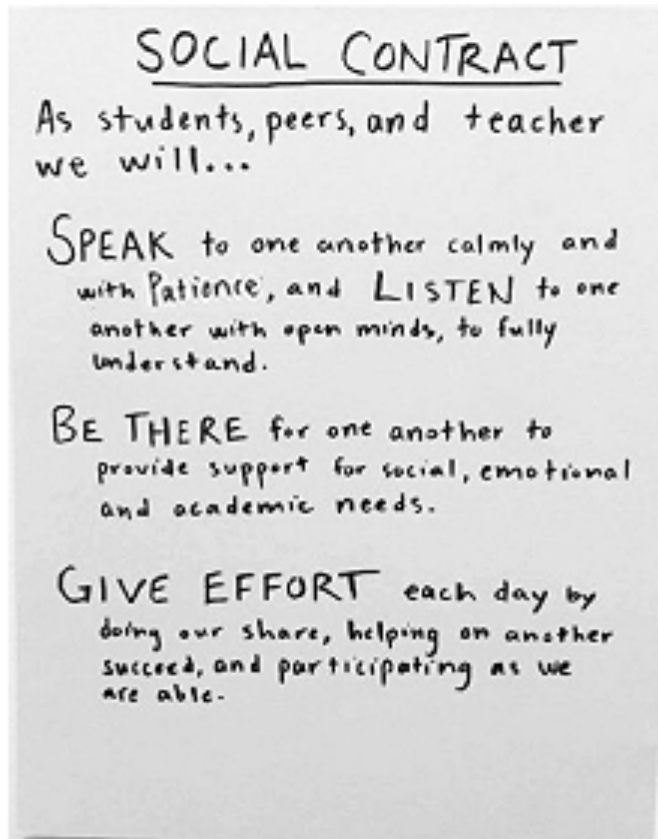 SOCIAL CONTRACT
As students, peers, and teacher
we will...
SPEAK to one another calmly and
with Patience, and LISTEN to one
another with open minds, to fully
understand.
BE THERE for one another to
provide support for social, emotional
and academic needs.
GIVE EFFORT each day by
doing our share, helping on another
succeed, and participating as we
are able.